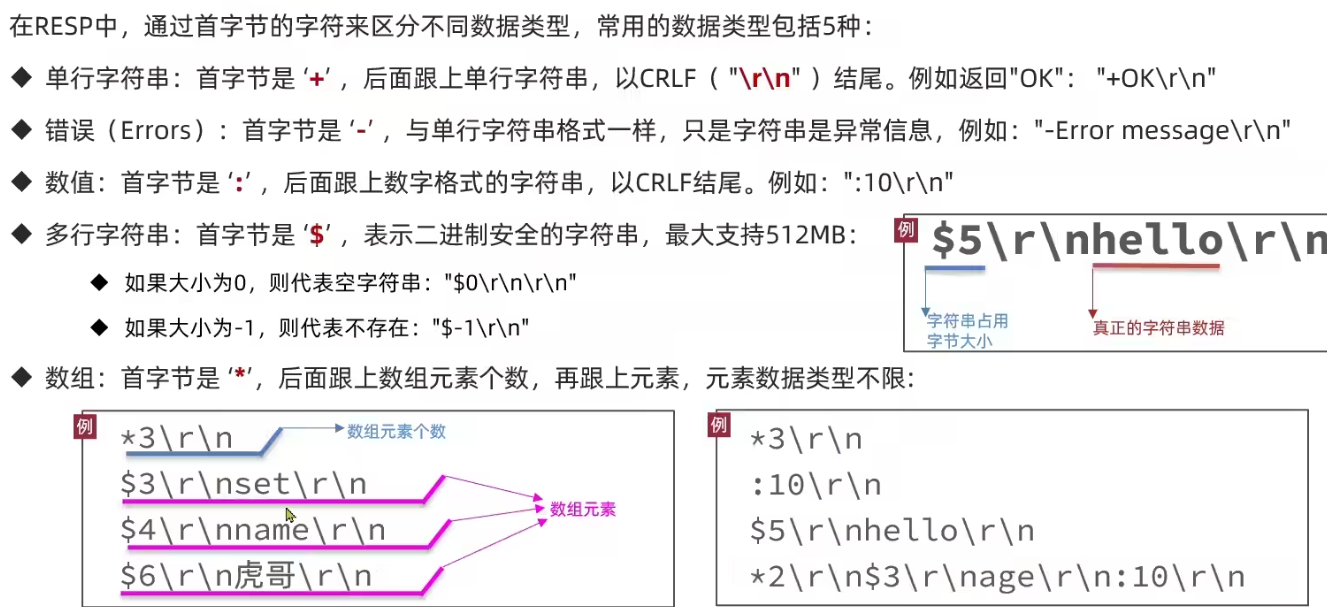 在RESP中，通过首字节的字符来区分不同数据类型，常用的数据类型包括5种：
◆ 单行字符串：首字节是 ‘+’ ，后面跟上单行字符串，以CRLF（ "\r\n" ）结尾。例如返回"OK"： "+OK\r\n"
◆ 错误（Errors）：首字节是 ‘-’ ，与单行字符串格式一样，只是字符串是异常信息，例如："-Error message\r\n"
◆ 数值：首字节是 ‘:’ ，后面跟上数字格式的字符串，以CRLF结尾。例如：":10\r\n"
◆ 多行字符串：首字节是 ‘$’ ，表示二进制安全的字符串，最大支持512MB：
◆ 如果大小为0，则代表空字符串："$0\r\n\r\n"
◆ 如果大小为-1，则代表不存在："$-1\r\n"
例
$5\r\nhello\r\n
字符串占用
字节大小
真正的字符串数据
◆ 数组：首字节是 ‘*’，后面跟上数组元素个数，再跟上元素，元素数据类型不限：
例
*3\r\n
数组元素个数
$3\r\nset\r\n
$4\r\nname\r\n
$6\r\n虎哥\r\n
数组元素
例
*3\r\n
:10\r\n
$5\r\nhello\r\n
*2\r\n$3\r\nage\r\n:10\r\n